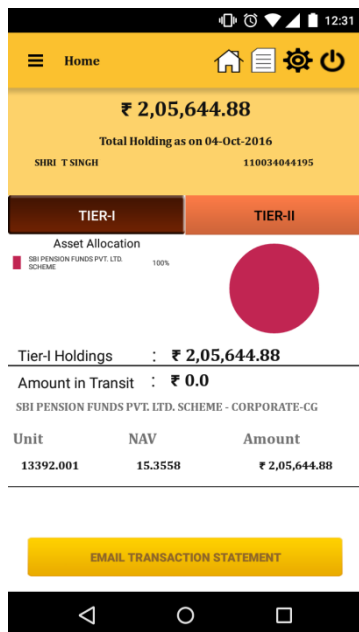 12:31
Home
₹ 2,05,644.88
Total Holding as on 04-Oct-2016
SHRI T SINGH 110034044195
TIER-I TIER-II
Asset Allocation
SBI PENSION FUNDS PVT. LTD. SCHEME 100%
Tier-I Holdings : ₹ 2,05,644.88
Amount in Transit : ₹ 0.0
SBI PENSION FUNDS PVT. LTD. SCHEME - CORPORATE-CG
Unit NAV Amount
13392.001 15.3558 ₹ 2,05,644.88
EMAIL TRANSACTION STATEMENT